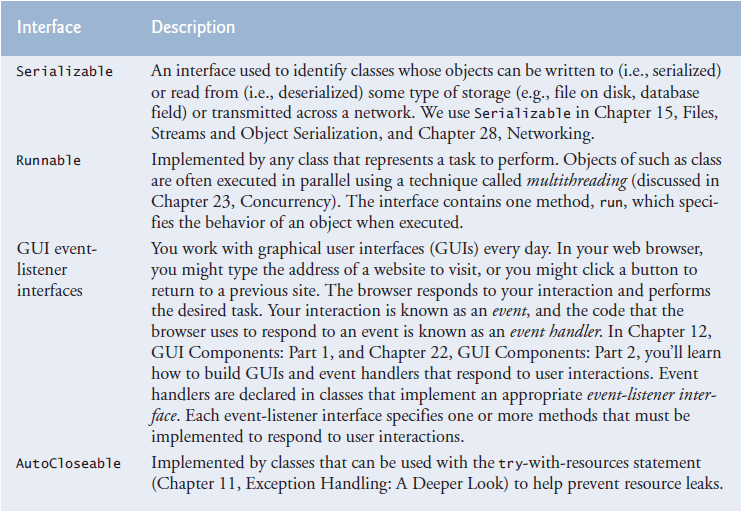 Interface Description
Serializable An interface used to identify classes whose objects can be written to (i.e., serialized)
or read from (i.e., deserialized) some type of storage (e.g., file on disk, database
field) or transmitted across a network. We use Serializable in Chapter 15, Files,
Streams and Object Serialization, and Chapter 28, Networking.
Runnable Implemented by any class that represents a task to perform. Objects of such as class
are often executed in parallel using a technique called multithreading (discussed in
Chapter 23, Concurrency). The interface contains one method, run, which speci-
fies the behavior of an object when executed.
GUI event- You work with graphical user interfaces (GUIs) every day. In your web browser,
listener you might type the address of a website to visit, or you might click a button to
interfaces return to a previous site. The browser responds to your interaction and performs
the desired task. Your interaction is known as an event, and the code that the
browser uses to respond to an event is known as an event handler. In Chapter 12,
GUI Components: Part 1, and Chapter 22, GUI Components: Part 2, you'll learn
how to build GUIs and event handlers that respond to user interactions. Event
handlers are declared in classes that implement an appropriate event-listener inter-
face. Each event-listener interface specifies one or more methods that must be
implemented to respond to user interactions.
AutoCloseable Implemented by classes that can be used with the try-with-resources statement
(Chapter 11, Exception Handling: A Deeper Look) to help prevent resource leaks.